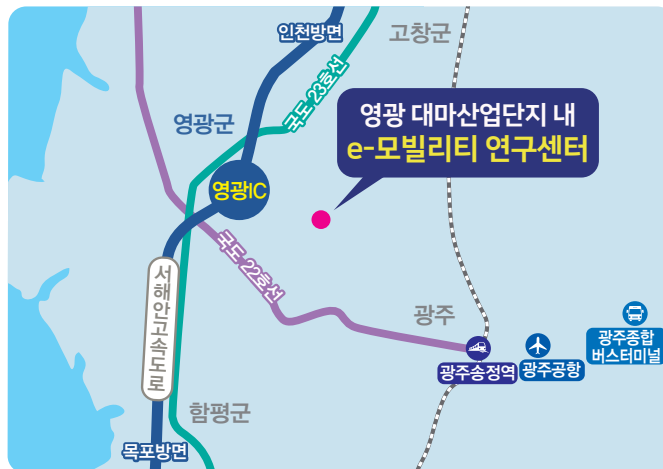 인천방면
고창군
국도 23호선
영광군
영광 대마산업단지 내
e-모빌리티 연구센터
영광IC
국도 22호선
서해안고속도로
광주
광주송정역
광주공항
광주종합
버스터미널
함평군
목포방면